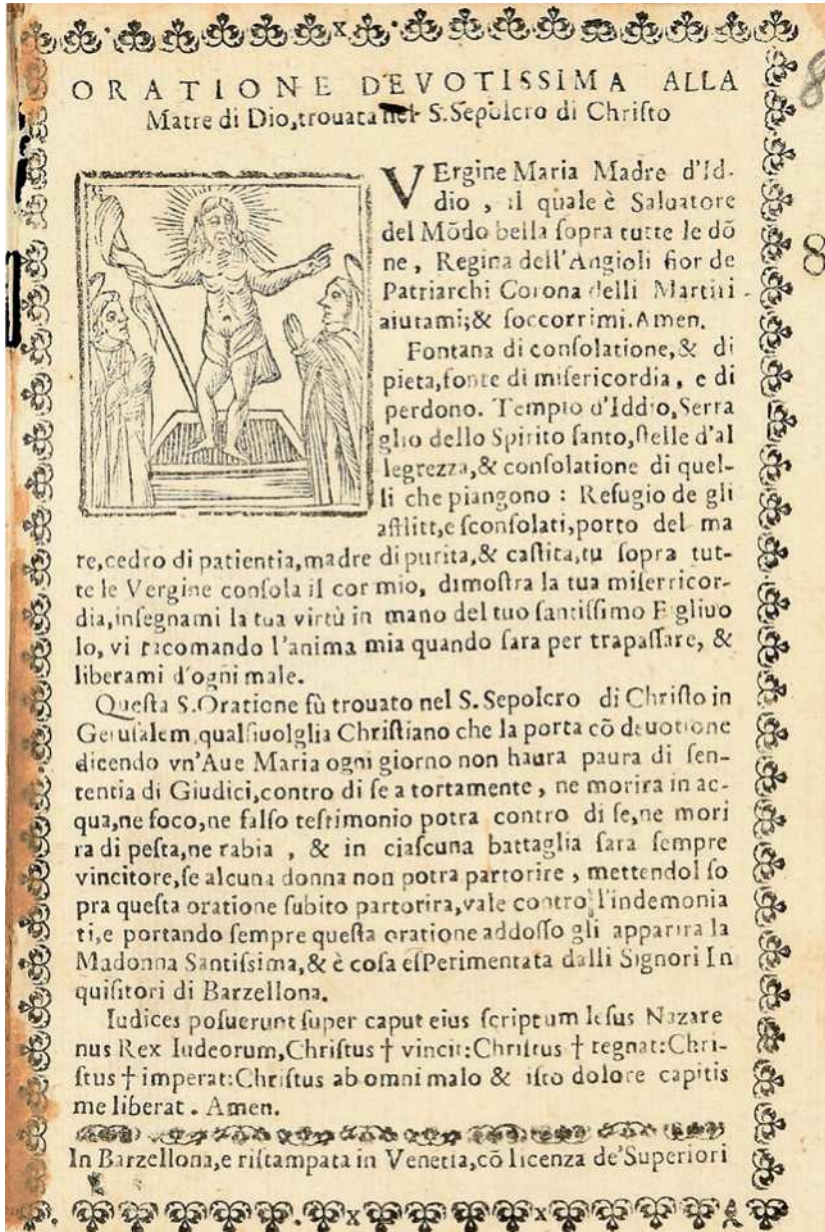 ORATIONE DEVOTISSIMA ALLA
Matre di Dio,trouata nel S.Sepolcro di Chriſto
VErgine Maria Madre d'Id-
dio , il quale è Saluatore
del Mõdo bella ſopra tutte le dõ
ne , Regina dell'Angioli fior de
Patriarchi Corona delli Martiri
aiutami;& ſoccorrimi.Amen.
Fontana di conſolatione,& di
pieta,fonte di miſericordia , e di
perdono. Tempio d'Iddio,Serra
glio dello Spirito ſanto,ſtelle d'al
legrezza,& conſolatione di quel-
li che piangono : Refugio de gli
afflitt,e ſconſolati,porto del ma
re,cedro di patientia,madre di purita,& caſtita,tu ſopra tut-
te le Vergine conſola il cor mio, dimoſtra la tua miſerricor-
dia,inſegnami la tua virtù in mano del tuo ſantiſſimo Figliuo
lo, vi ricomando l'anima mia quando ſara per trapaſſare, &
liberami d'ogni male.
Queſta S.Oratione fù trouato nel S. Sepolcro di Chriſto in
Geruſalem,qualſiuolglia Chriſtiano che la porta cõ deuotione
dicendo vn'Aue Maria ogni giorno non haura paura di ſen-
tentia di Giudici,contro di ſe a tortamente , ne morira in ac-
qua,ne foco,ne falſo teſtimonio potra contro di ſe,ne mori
ra di peſta,ne rabia , & in ciaſcuna battaglia ſara ſempre
vincitore,ſe alcuna donna non potra partorire , mettendol ſo
pra queſta oratione ſubito partorira,vale contro l'indemonia
ti,e portando ſempre queſta oratione addoſſo gli apparira la
Madonna Santiſsima,& è coſa eſPerimentata dalli Signori In
quiſitori di Barzellona.
Iudices poſuerunt ſuper caput eius ſcriptum Ieſus Nazare
nus Rex Iudeorum,Chriſtus † vincit:Chriſtus † regnat:Chri-
ſtus † imperat:Chriſtus ab omni malo & iſto dolore capitis
me liberat . Amen.
In Barzellona,e riſtampata in Venetia,cõ licenza de'Superiori